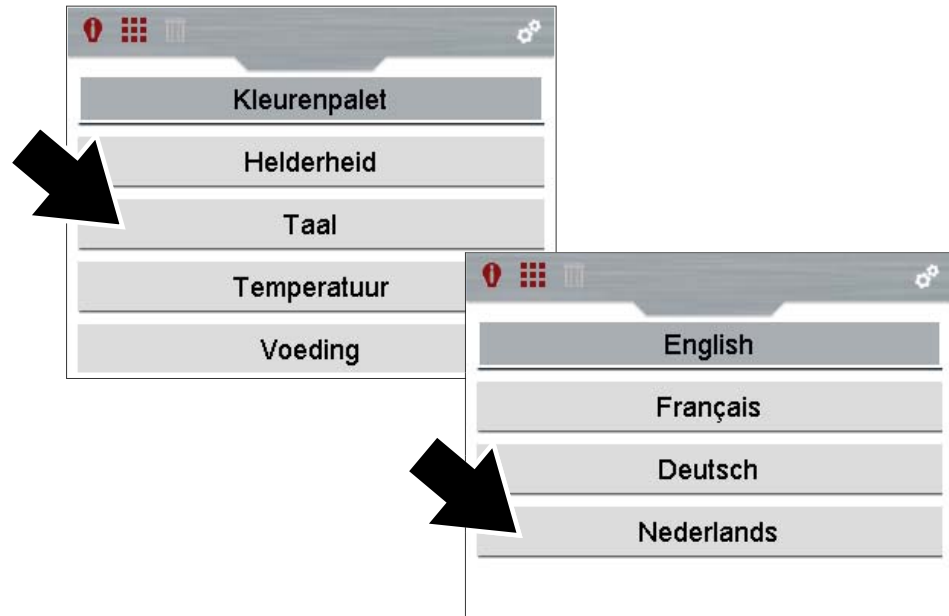 Kleurenpalet
Helderheid
Taal
Temperatuur
Voeding
English
Français
Deutsch
Nederlands